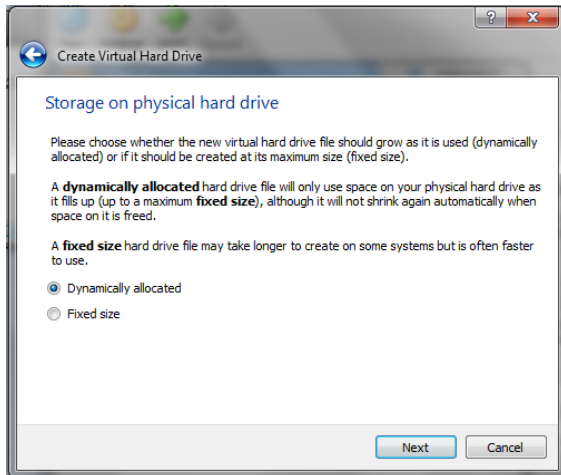 ?
Create Virtual Hard Drive
Storage on physical hard drive
Please choose whether the new virtual hard drive file should grow as it is used (dynamically
allocated) or if it should be created at its maximum size (fixed size).
A dynamically allocated hard drive file will only use space on your physical hard drive as
it fills up (up to a maximum fixed size), although it will not shrink again automatically when
space on it is freed.
A fixed size hard drive file may take longer to create on some systems but is often faster
to use.
Dynamically allocated
Fixed size
Next Cancel